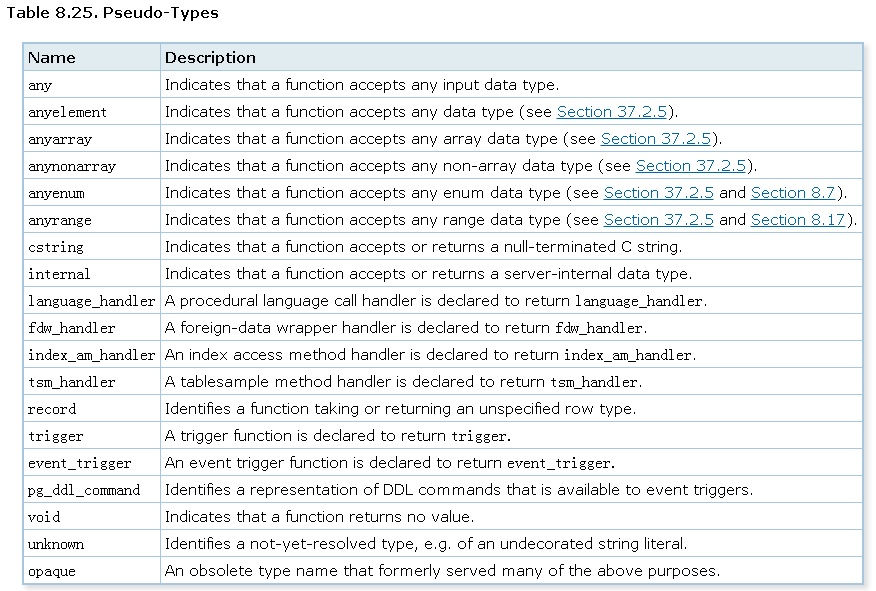 Table 8.25. Pseudo-Types
Name Description
any Indicates that a function accepts any input data type.
anyelement Indicates that a function accepts any data type (see Section 37.2.5).
anyarray Indicates that a function accepts any array data type (see Section 37.2.5).
anynonarray Indicates that a function accepts any non-array data type (see Section 37.2.5).
anyenum Indicates that a function accepts any enum data type (see Section 37.2.5 and Section 8.7).
anyrange Indicates that a function accepts any range data type (see Section 37.2.5 and Section 8.17).
cstring Indicates that a function accepts or returns a null-terminated C string.
internal Indicates that a function accepts or returns a server-internal data type.
language_handler A procedural language call handler is declared to return language_handler.
fdw_handler A foreign-data wrapper handler is declared to return fdw_handler.
index_am_handler An index access method handler is declared to return index_am_handler.
tsm_handler A tablesample method handler is declared to return tsm_handler.
record Identifies a function taking or returning an unspecified row type.
trigger A trigger function is declared to return trigger.
event_trigger An event trigger function is declared to return event_trigger.
pg_ddl_command Identifies a representation of DDL commands that is available to event triggers.
void Indicates that a function returns no value.
unknown Identifies a not-yet-resolved type, e.g. of an undecorated string literal.
opaque An obsolete type name that formerly served many of the above purposes.